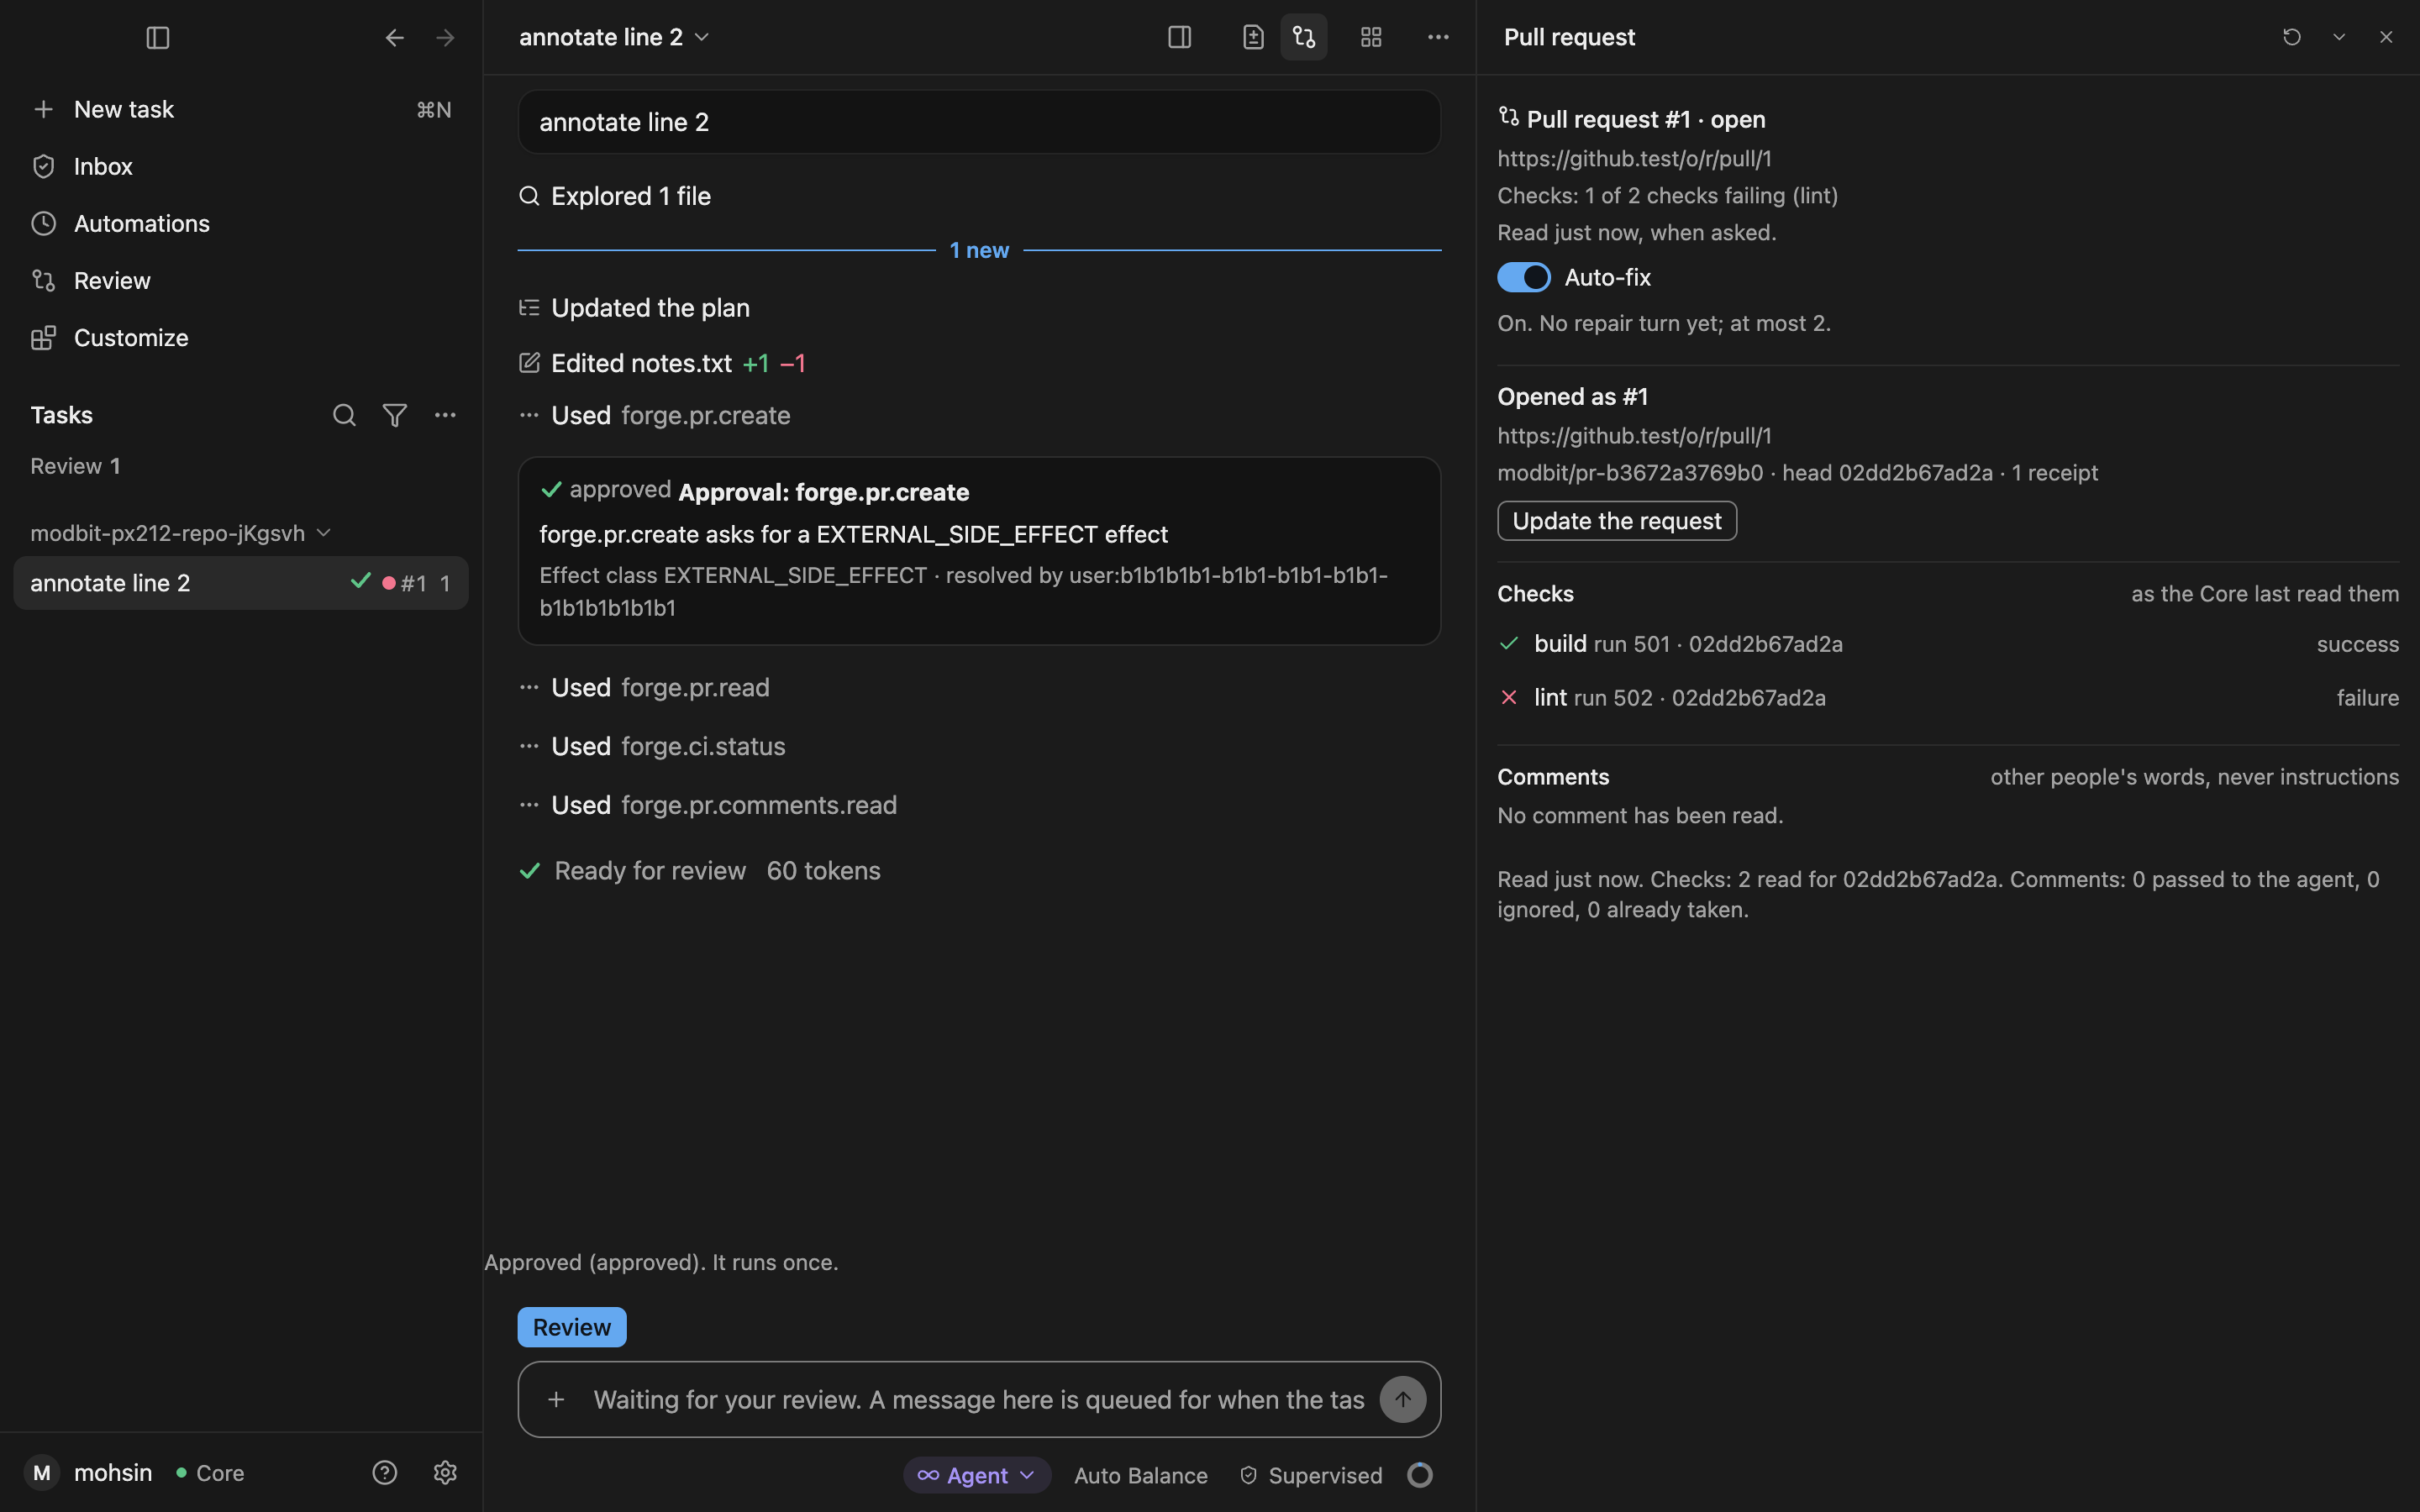 New task ⌘N
Inbox
Automations
Review
Customize
Tasks
Review 1
modbit-px212-repo-jKgsvh
annotate line 2 #1 1
M mohsin Core
annotate line 2
annotate line 2
Explored 1 file
1 new
Updated the plan
Edited notes.txt +1 −1
Used forge.pr.create
approved Approval: forge.pr.create
forge.pr.create asks for a EXTERNAL_SIDE_EFFECT effect
Effect class EXTERNAL_SIDE_EFFECT · resolved by user:b1b1b1b1-b1b1-b1b1-b1b1-
b1b1b1b1b1b1
Used forge.pr.read
Used forge.ci.status
Used forge.pr.comments.read
Ready for review 60 tokens
Approved (approved). It runs once.
Review
Waiting for your review. A message here is queued for when the tas
Agent Auto Balance Supervised
Pull request
Pull request #1 · open
https://github.test/o/r/pull/1
Checks: 1 of 2 checks failing (lint)
Read just now, when asked.
Auto-fix
On. No repair turn yet; at most 2.
Opened as #1
https://github.test/o/r/pull/1
modbit/pr-b3672a3769b0 · head 02dd2b67ad2a · 1 receipt
Update the request
Checks as the Core last read them
build run 501 · 02dd2b67ad2a success
lint run 502 · 02dd2b67ad2a failure
Comments other people's words, never instructions
No comment has been read.
Read just now. Checks: 2 read for 02dd2b67ad2a. Comments: 0 passed to the agent, 0
ignored, 0 already taken.